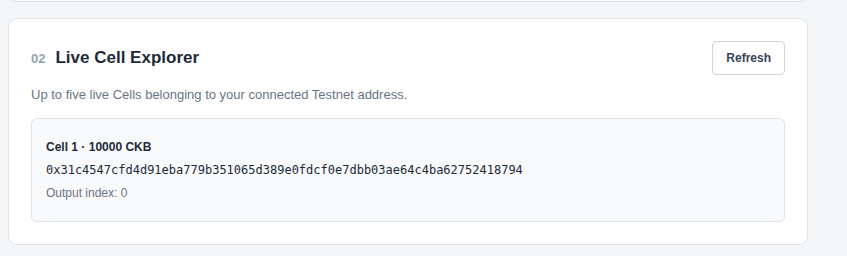 02 Live Cell Explorer
Refresh
Up to five live Cells belonging to your connected Testnet address.
Cell 1 · 10000 CKB
0x31c4547cfd4d91eba779b351065d389e0fdcf0e7dbb03ae64c4ba62752418794
Output index: 0